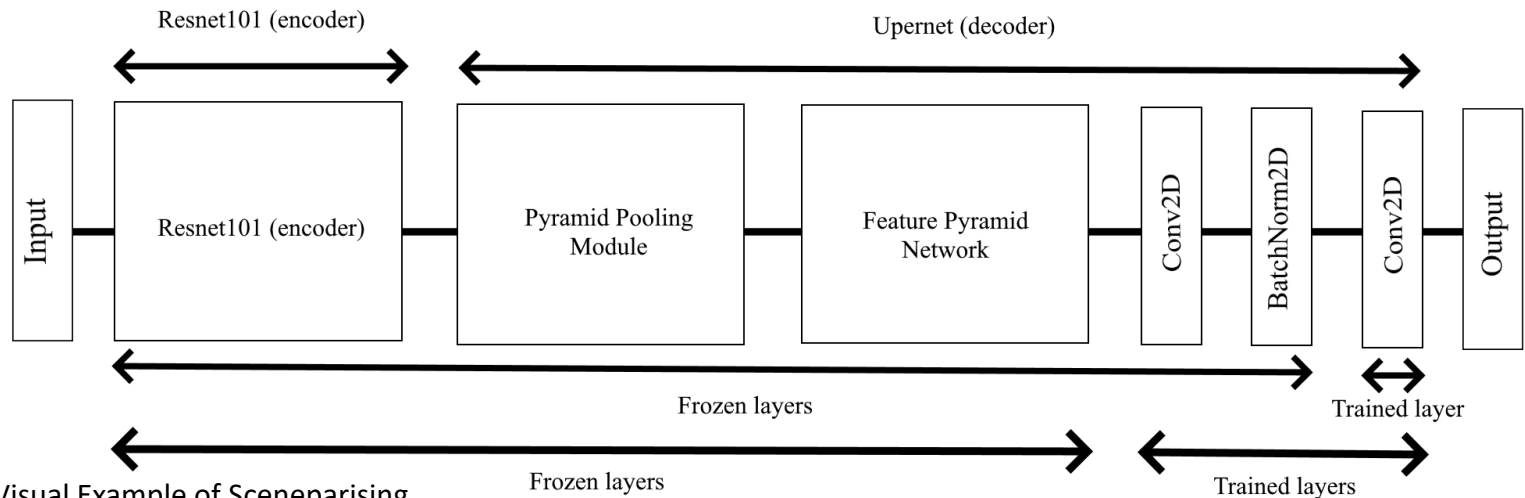 Resnet101 (encoder)
Upernet (decoder)
Input
Resnet101 (encoder)
Pyramid Pooling
Module
Feature Pyramid
Network
Conv2D
BatchNorm2D
Conv2D
Output
Frozen layers
Trained layer
Frozen layers
Trained layers
Visual Example of Sceneparising